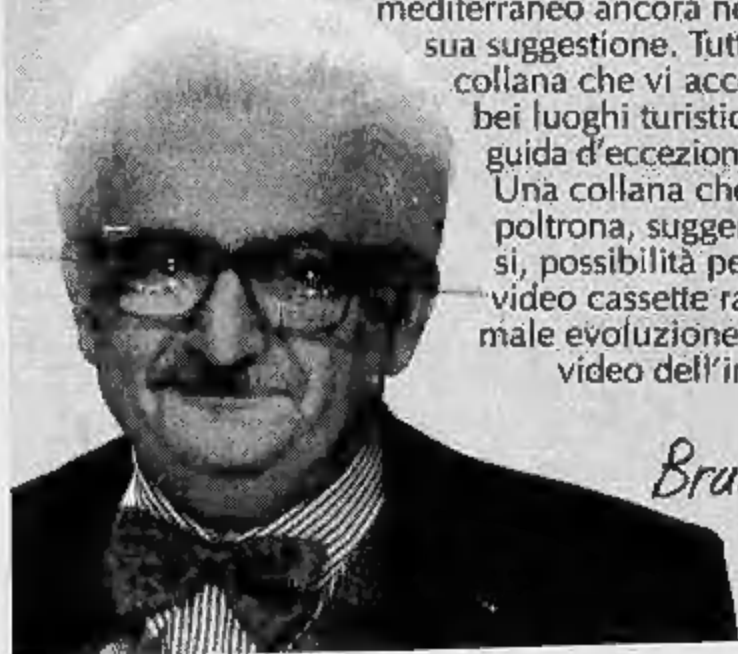 mediterraneo ancora ne
sua suggestione. Tutt
collana che vi acc
bei luoghi turistic
guida d'eccezion
Una collana che
poltrona, sugge
si, possibilità pe
video cassette ra
male evoluzione
video dell'in
Bru